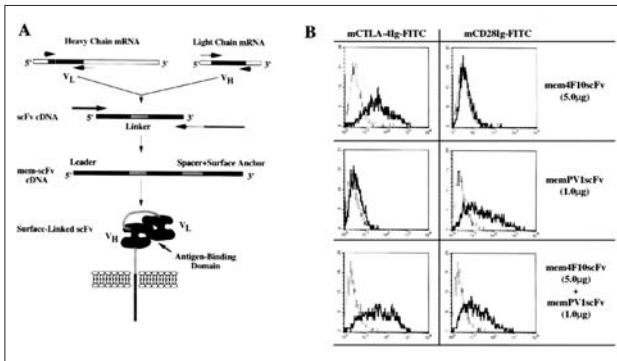 A
Heavy Chain mRNA
Light Chain mRNA
5' 3' 5' 3'
VL VH
scFv cDNA
5' 3'
Linker
Leader
Spacer+Surface Anchor
mem-scFv cDNA
5' 3'
Surface-Linked scFv
VH VL
Antigen-Binding
Domain
B
mCTLA-4Ig-FITC
mCD28Ig-FITC
mem4F10scFv
(5.0µg)
memPV1scFv
(1.0µg)
mem4F10scFv
(5.0µg)
+
memPV1scFv
(1.0µg)